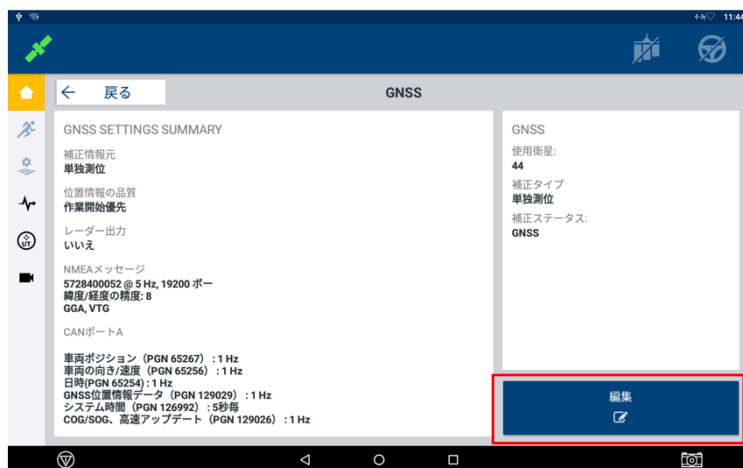 11:44
戻る
GNSS
GNSS SETTINGS SUMMARY
補正情報元
単独測位
位置情報の品質
作業開始優先
レーダー出力
いいえ
NMEAメッセージ
5728400052 @ 5 Hz, 19200 ボー
緯度/経度の精度: 8
GGA, VTG
CANポートA
車両ポジション（PGN 65267）: 1 Hz
車両の向き/速度（PGN 65256）: 1 Hz
日時(PGN 65254) : 1 Hz
GNSS位置情報データ（PGN 129029）: 1 Hz
システム時間（PGN 126992）: 5秒毎
COG/SOG、高速アップデート（PGN 129026）: 1 Hz
GNSS
使用衛星:
44
補正タイプ
単独測位
補正ステータス:
GNSS
編集
UT